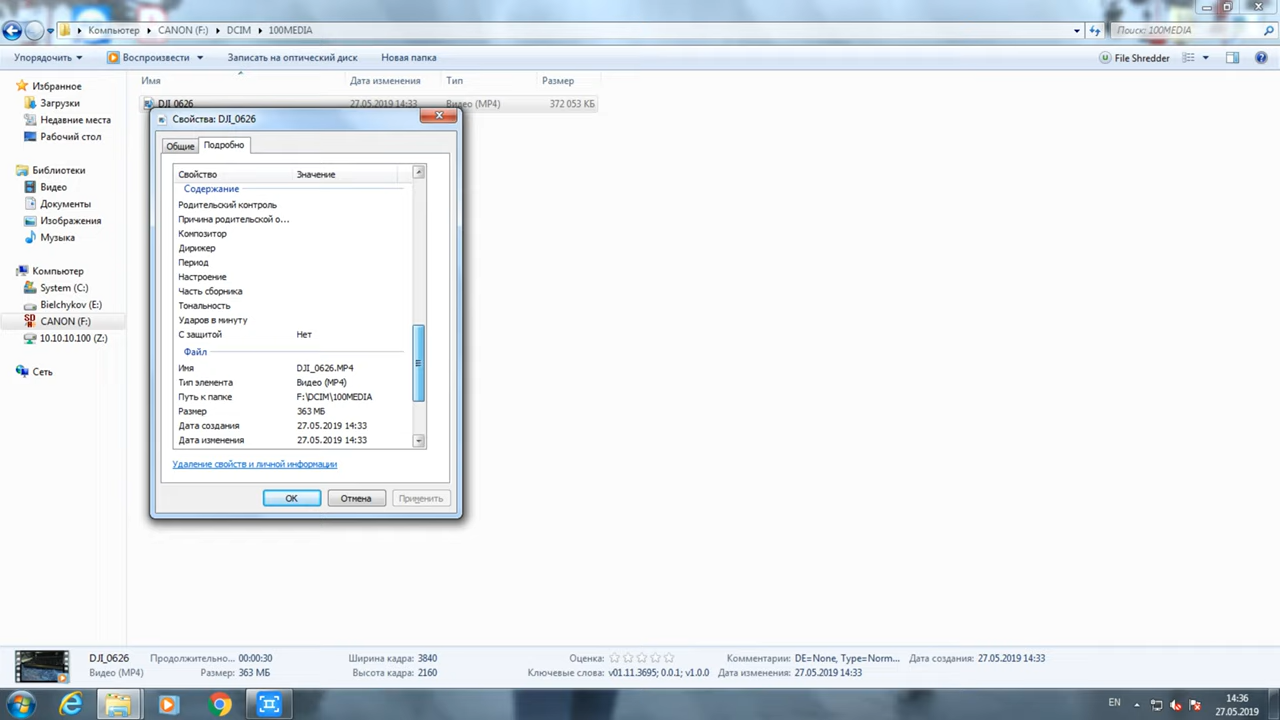 Компьютер
CANON (F:)
DCIM
100MEDIA
Поиск: 100MEDIA
Упорядочить
Воспроизвести
Записать на оптический диск
Новая папка
File Shredder
Имя
Дата изменения
Тип
Размер
DJI_0626
27.05.2019 14:33
Видео (MP4)
372 053 КБ
Избранное
Загрузки
Недавние места
Рабочий стол
Библиотеки
Видео
Документы
Изображения
Музыка
Компьютер
System (C:)
Bielchykov (E:)
CANON (F:)
10.10.10.100 (Z:)
Сеть
Свойства: DJI_0626
Общие
Подробно
Свойство Значение
Содержание
Родительский контроль
Причина родительской о...
Композитор
Дирижер
Период
Настроение
Часть сборника
Тональность
Ударов в минуту
С защитой Нет
Файл
Имя DJI_0626.MP4
Тип элемента Видео (MP4)
Путь к папке F:\DCIM\100MEDIA
Размер 363 МБ
Дата создания 27.05.2019 14:33
Дата изменения 27.05.2019 14:33
Удаление свойств и личной информации
ОК
Отмена
Применить
DJI_0626 Продолжительно... 00:00:30 Ширина кадра: 3840 Оценка: Комментарии: DE=None, Type=Norm... Дата создания: 27.05.2019 14:33
Видео (MP4) Размер: 363 МБ Высота кадра: 2160 Ключевые слова: v01.11.3695; 0.0.1; v1.0.0 Дата изменения: 27.05.2019 14:33
EN
14:36
27.05.2019